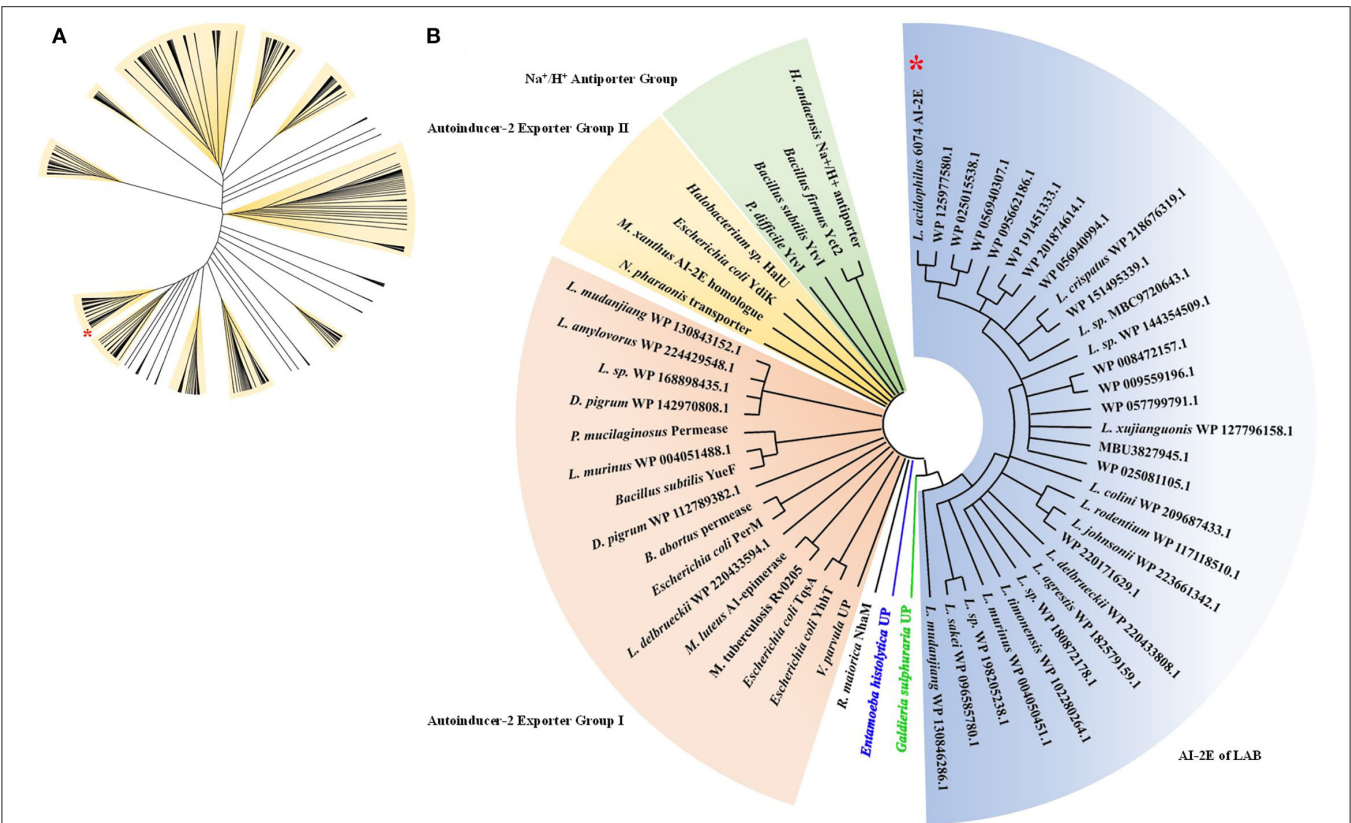 A
B
Na⁺/H⁺ Antiporter Group
Autoinducer-2 Exporter Group II
H. andaensis Na+/H+ antiporter
Bacillus firmus Yct2
Bacillus subtilis YtvI
P. difficile YtvI
Halobacterium sp. HalU
Escherichia coli YdiK
M. xanthus AI-2E homologue
N. pharaonis transporter
L. mudanjiang WP 130843152.1
L. amylovorus WP 224429548.1
L. sp. WP 168898435.1
D. pigrum WP 142970808.1
P. mucilaginosus Permease
L. murinus WP 004051488.1
Bacillus subtilis YueF
D. pigrum WP 112789382.1
B. abortus permease
Escherichia coli PerM
L. delbrueckii WP 220433594.1
M. luteus A1-epimerase
M. tuberculosis Rv0205
Escherichia coli TqsA
Escherichia coli YhhT
V. parvula UP
R. maiorica NhaM
Entamoeba histolytica UP
Galdieria sulphuraria UP
Autoinducer-2 Exporter Group I
*
*
L. acidophilus 6074 AI-2E
WP 125977580.1
WP 025015538.1
WP 056940307.1
WP 095662186.1
WP 191451333.1
WP 201874614.1
WP 056940994.1
L. crispatus WP 218676319.1
WP 151495339.1
L. sp. MBC9720643.1
L. sp. WP 144354509.1
WP 008472157.1
WP 009559196.1
WP 057799791.1
L. xujianguonis WP 127796158.1
MBU3827945.1
WP 025081105.1
L. colini WP 209687433.1
L. rodentium WP 117118510.1
L. johnsonii WP 223661342.1
WP 220171629.1
L. delbrueckii WP 220433808.1
L. agrestis WP 182579159.1
L. sp. WP 180872178.1
L. timonensis WP 102280264.1
L. murinus WP 004050451.1
L. sp. WP 198205238.1
L. sakei WP 096585780.1
L. mudanjiang WP 130846286.1
AI-2E of LAB